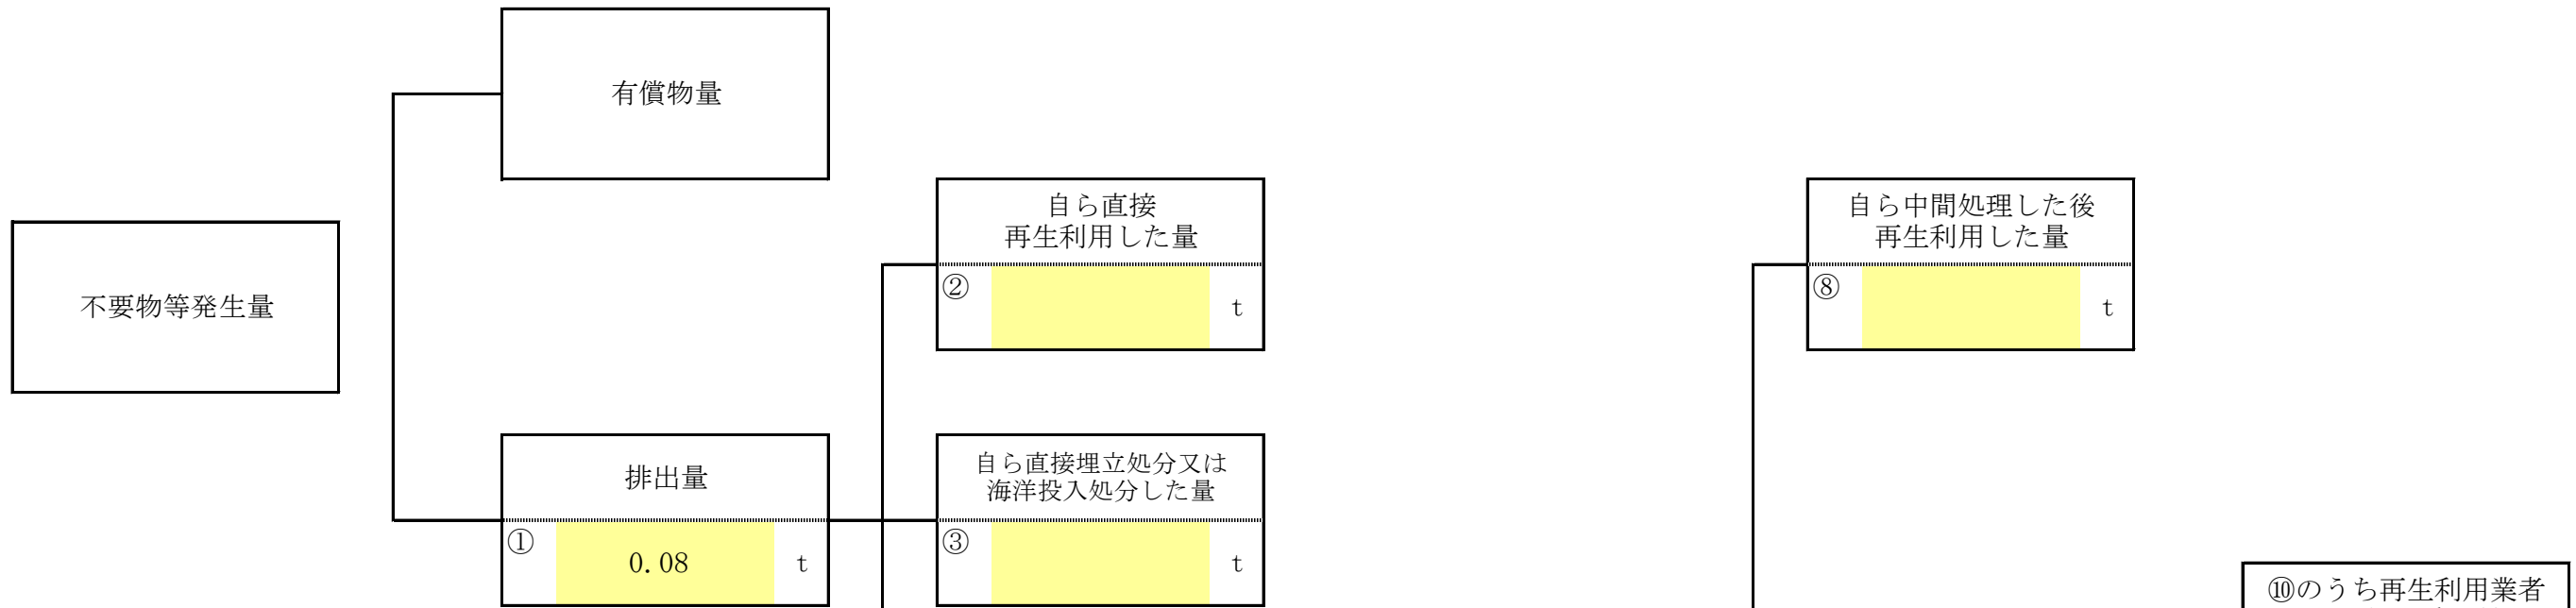 有償物量
不要物等発生量
排出量
①
0.08
t
自ら直接
再生利用した量
②
t
自ら直接埋立処分又は
海洋投入処分した量
③
t
自ら中間処理した後
再生利用した量
⑧
t
⑩のうち再生利用業者